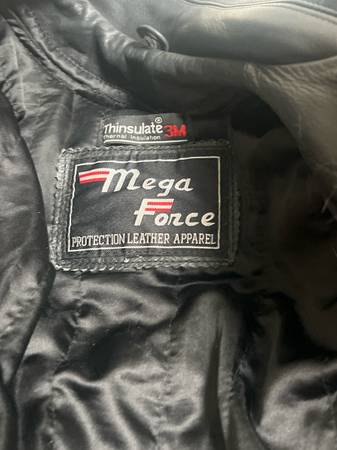 Thinsulate® 3M
Thermal Insulation
Mega
Force
PROTECTION LEATHER APPAREL